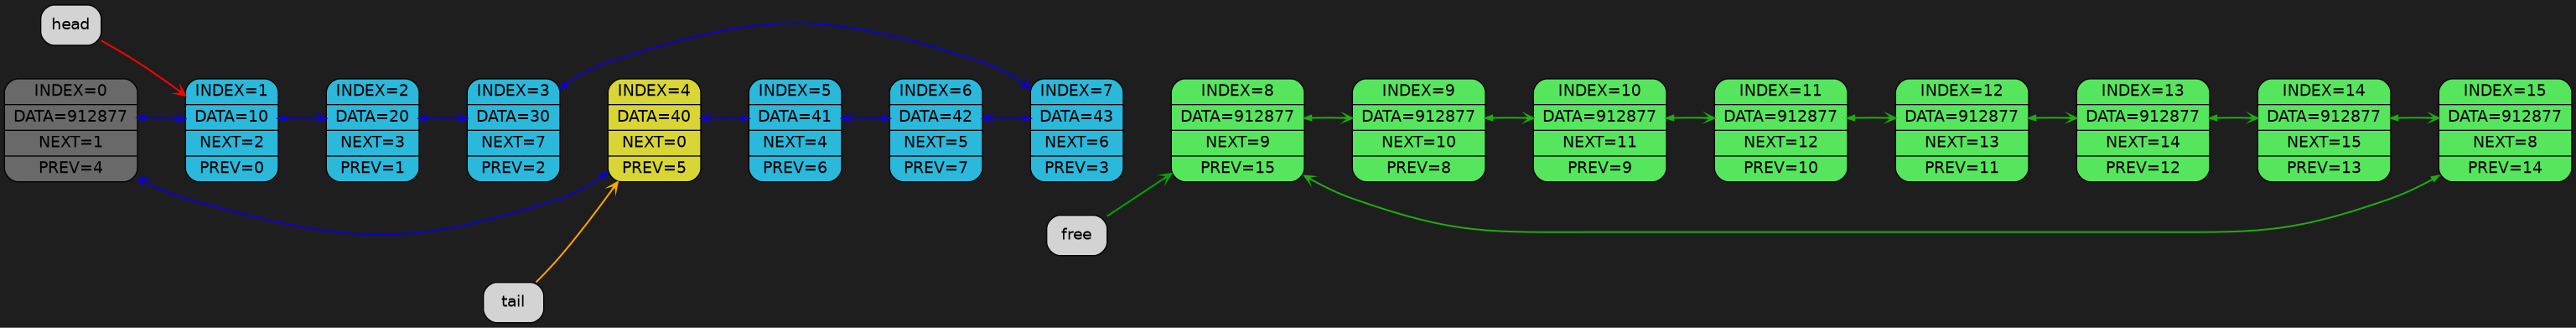 head
INDEX=0
DATA=912877
NEXT=1
PREV=4
INDEX=1
DATA=10
NEXT=2
PREV=0
INDEX=2
DATA=20
NEXT=3
PREV=1
INDEX=3
DATA=30
NEXT=7
PREV=2
INDEX=4
DATA=40
NEXT=0
PREV=5
INDEX=5
DATA=41
NEXT=4
PREV=6
INDEX=6
DATA=42
NEXT=5
PREV=7
INDEX=7
DATA=43
NEXT=6
PREV=3
INDEX=8
DATA=912877
NEXT=9
PREV=15
INDEX=9
DATA=912877
NEXT=10
PREV=8
INDEX=10
DATA=912877
NEXT=11
PREV=9
INDEX=11
DATA=912877
NEXT=12
PREV=10
INDEX=12
DATA=912877
NEXT=13
PREV=11
INDEX=13
DATA=912877
NEXT=14
PREV=12
INDEX=14
DATA=912877
NEXT=15
PREV=13
INDEX=15
DATA=912877
NEXT=8
PREV=14
free
tail